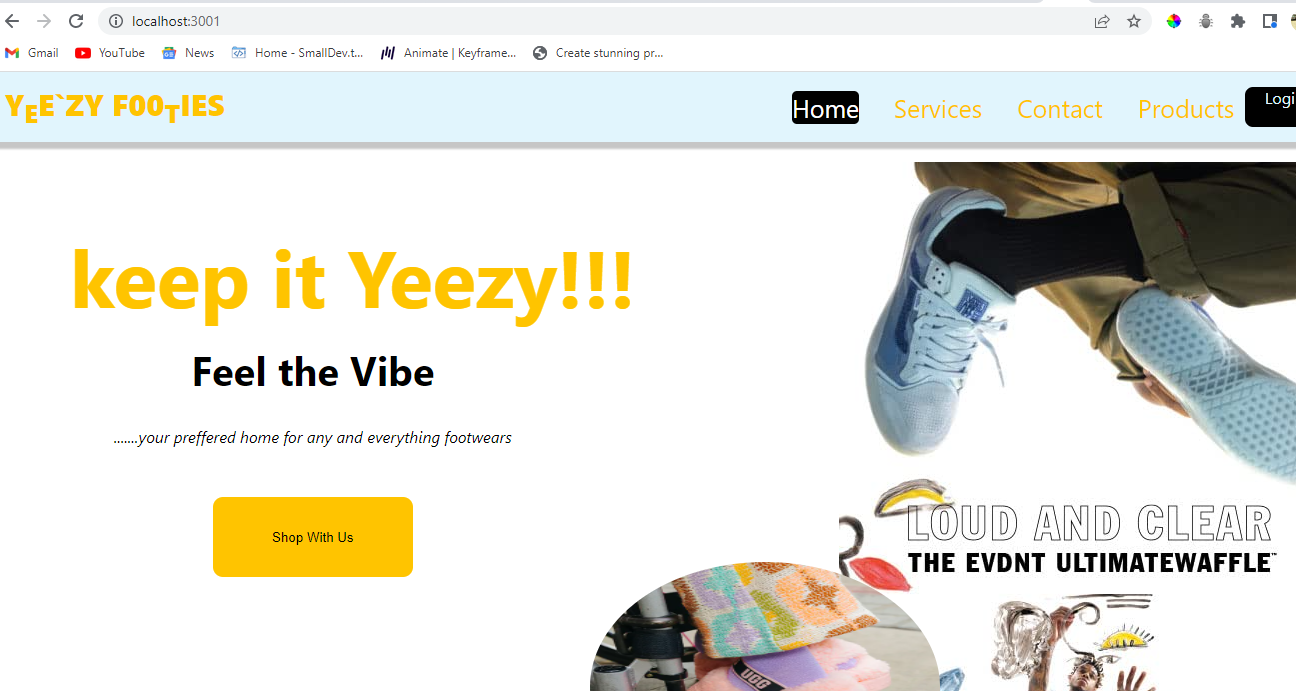 localhost:3001
Gmail YouTube News Home - SmallDev.t... Animate | Keyframe... Create stunning pr...
YEE`ZY F00TIES Home Services Contact Products Logi
keep it Yeezy!!!
Feel the Vibe
.......your preffered home for any and everything footwears
Shop With Us
LOUD AND CLEAR
THE EVDNT ULTIMATEWAFFLE™
UGG